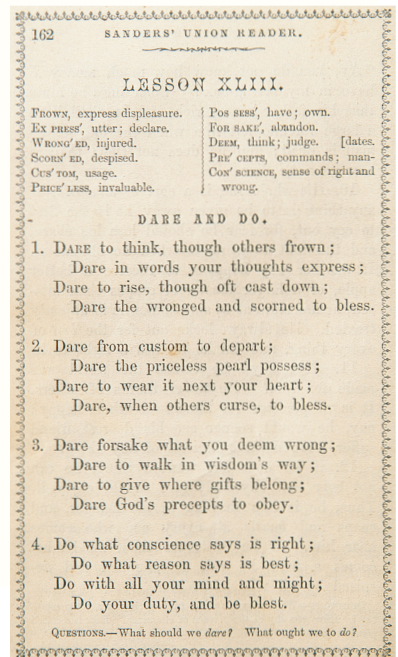 162 SANDERS' UNION READER.
LESSON XLIII.
FROWN, express displeasure.
EX PRESS', utter; declare.
WRONG' ED, injured.
SCORN' ED, despised.
CUS' TOM, usage.
PRICE' LESS, invaluable.
POS SESS', have; own.
FOR SAKE', abandon.
DEEM, think; judge. [dates.
PRE' CEPTS, commands; man-
CON' SCIENCE, sense of right and
wrong.
DARE AND DO.
1. DARE to think, though others frown;
Dare in words your thoughts express;
Dare to rise, though oft cast down;
Dare the wronged and scorned to bless.
2. Dare from custom to depart;
Dare the priceless pearl possess;
Dare to wear it next your heart;
Dare, when others curse, to bless.
3. Dare forsake what you deem wrong;
Dare to walk in wisdom's way;
Dare to give where gifts belong;
Dare God's precepts to obey.
4. Do what conscience says is right;
Do what reason says is best;
Do with all your mind and might;
Do your duty, and be blest.
QUESTIONS.—What should we dare? What ought we to do?